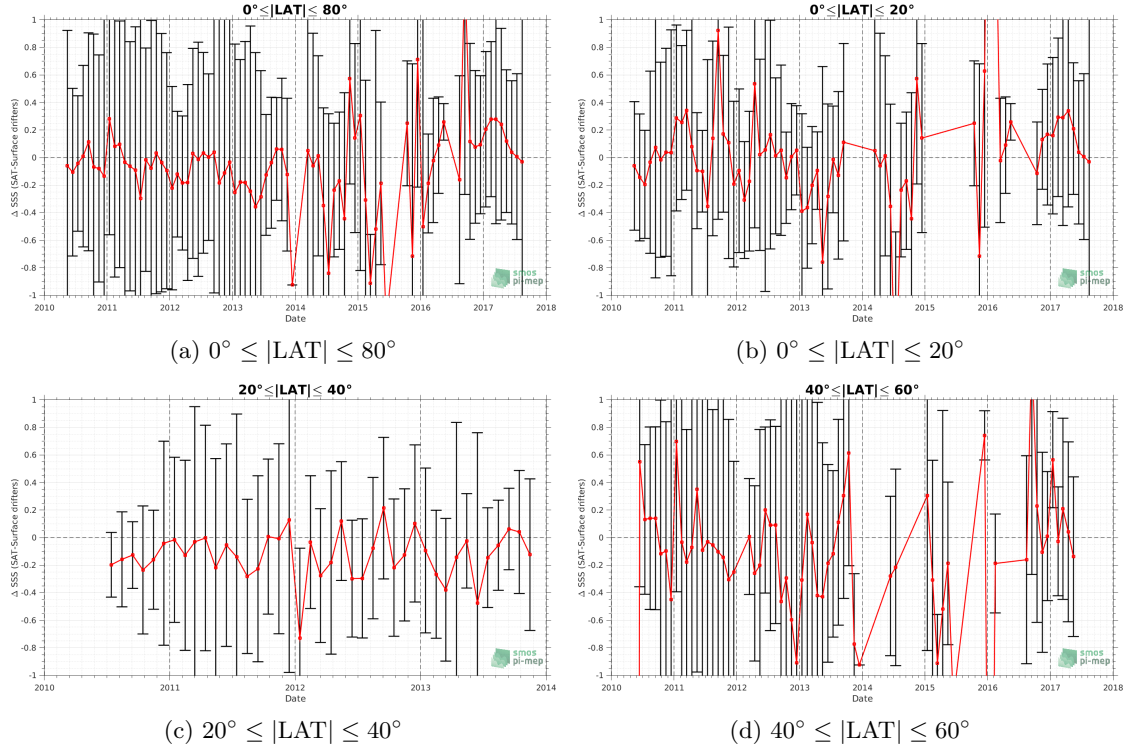 0°≤|LAT|≤ 80°
1
0.8
0.6
0.4
0.2
0
-0.2
-0.4
-0.6
-0.8
-1
Δ SSS (SAT-Surface drifters)
2010 2011 2012 2013 2014 2015 2016 2017 2018
Date
smos
pi-mep
(a) 0° ≤ |LAT| ≤ 80°
0°≤|LAT|≤ 20°
1
0.8
0.6
0.4
0.2
0
-0.2
-0.4
-0.6
-0.8
-1
Δ SSS (SAT-Surface drifters)
2010 2011 2012 2013 2014 2015 2016 2017 2018
Date
smos
pi-mep
(b) 0° ≤ |LAT| ≤ 20°
20°≤|LAT|≤ 40°
1
0.8
0.6
0.4
0.2
0
-0.2
-0.4
-0.6
-0.8
-1
Δ SSS (SAT-Surface drifters)
2010 2011 2012 2013 2014
Date
smos
pi-mep
(c) 20° ≤ |LAT| ≤ 40°
40°≤|LAT|≤ 60°
1
0.8
0.6
0.4
0.2
0
-0.2
-0.4
-0.6
-0.8
-1
Δ SSS (SAT-Surface drifters)
2010 2011 2012 2013 2014 2015 2016 2017 2018
Date
smos
pi-mep
(d) 40° ≤ |LAT| ≤ 60°